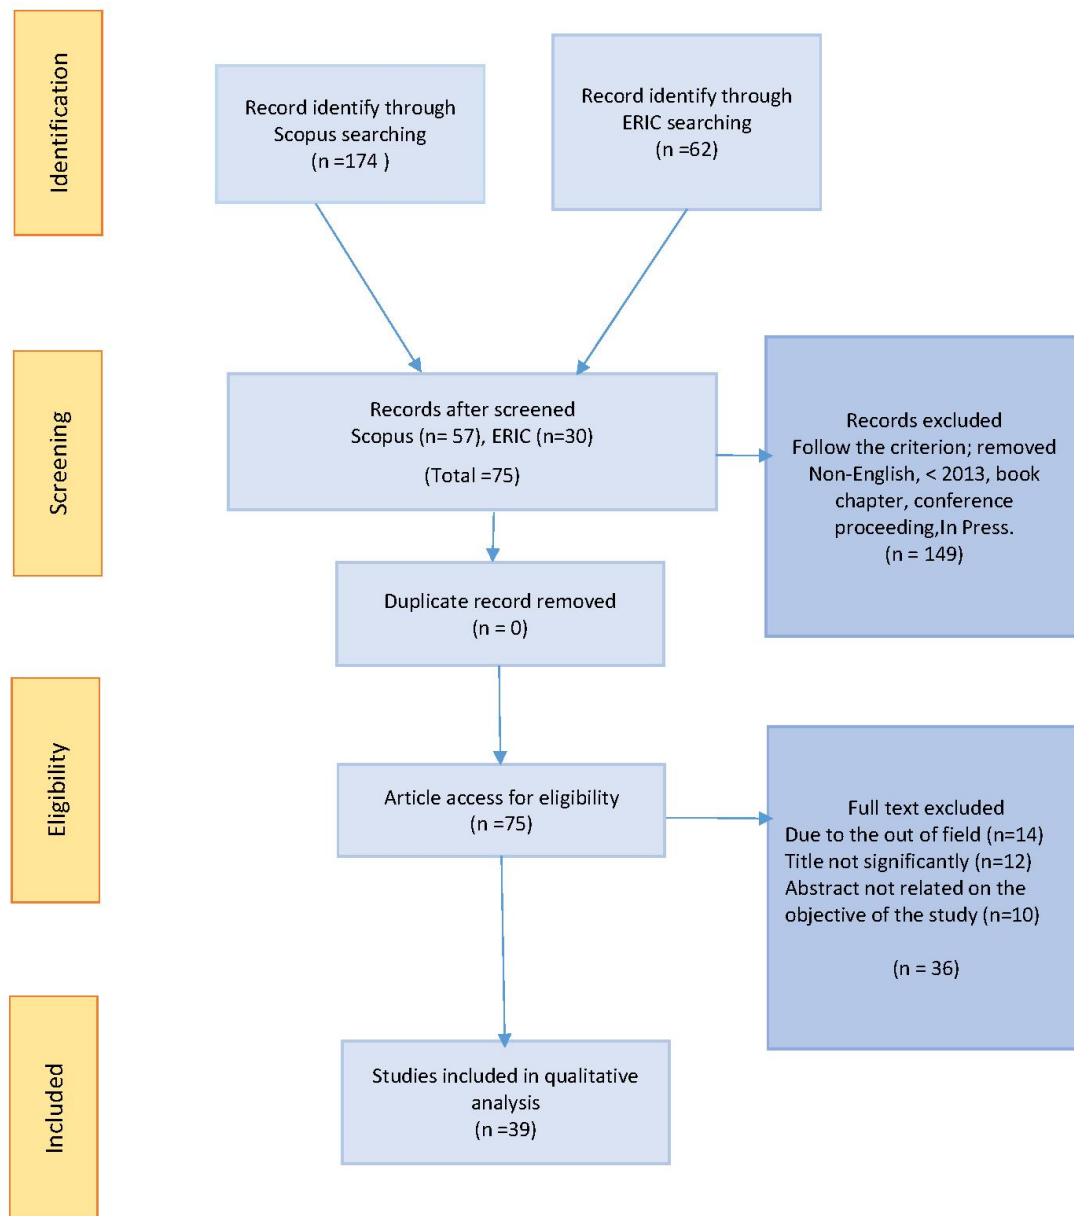 Identification
Record identify through
Scopus searching
(n =174 )
Record identify through
ERIC searching
(n =62)
Screening
Records after screened
Scopus (n= 57), ERIC (n=30)
(Total =75)
Records excluded
Follow the criterion; removed
Non-English, < 2013, book
chapter, conference
proceeding,In Press.
(n = 149)
Duplicate record removed
(n = 0)
Eligibility
Article access for eligibility
(n =75)
Full text excluded
Due to the out of field (n=14)
Title not significantly (n=12)
Abstract not related on the
objective of the study (n=10)
(n = 36)
Included
Studies included in qualitative
analysis
(n =39)